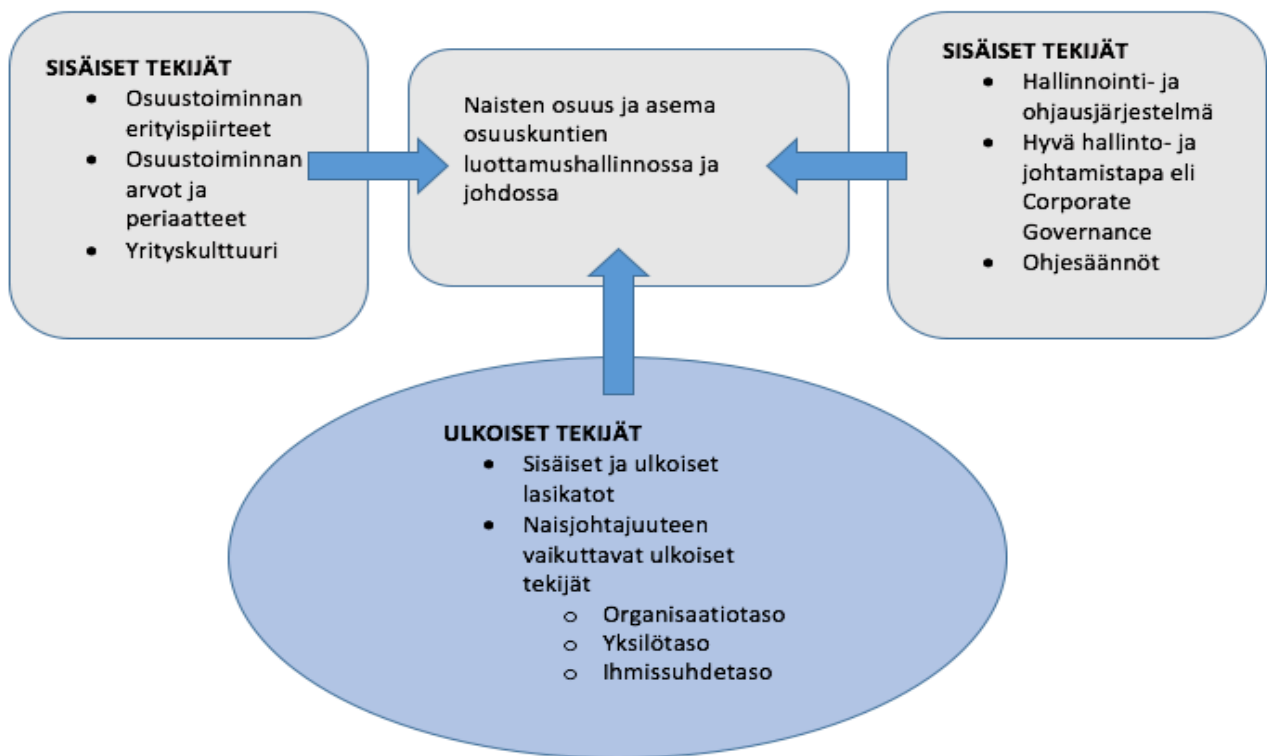 SISÄISET TEKIJÄT
• Osuustoiminnan
erityispiirteet
• Osuustoiminnan
arvot ja
periaatteet
• Yrityskulttuuri
Naisten osuus ja asema
osuuskuntien
luottamushallinnossa ja
johdossa
SISÄISET TEKIJÄT
• Hallinnointi- ja
ohjausjärjestelmä
• Hyvä hallinto- ja
johtamistapa eli
Corporate
Governance
• Ohjesäännöt
ULKOISET TEKIJÄT
• Sisäiset ja ulkoiset
lasikatot
• Naisjohtajuuteen
vaikuttavat ulkoiset
tekijät
o Organisaatiotaso
o Yksilötaso
o Ihmissuhdetaso